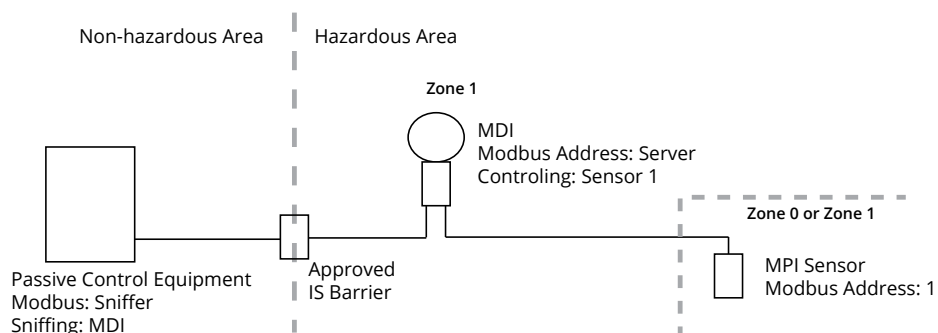 Non-hazardous Area
Hazardous Area
Zone 1
MDI
Modbus Address: Server
Controling: Sensor 1
Zone 0 or Zone 1
MPI Sensor
Modbus Address: 1
Approved
IS Barrier
Passive Control Equipment
Modbus: Sniffer
Sniffing: MDI